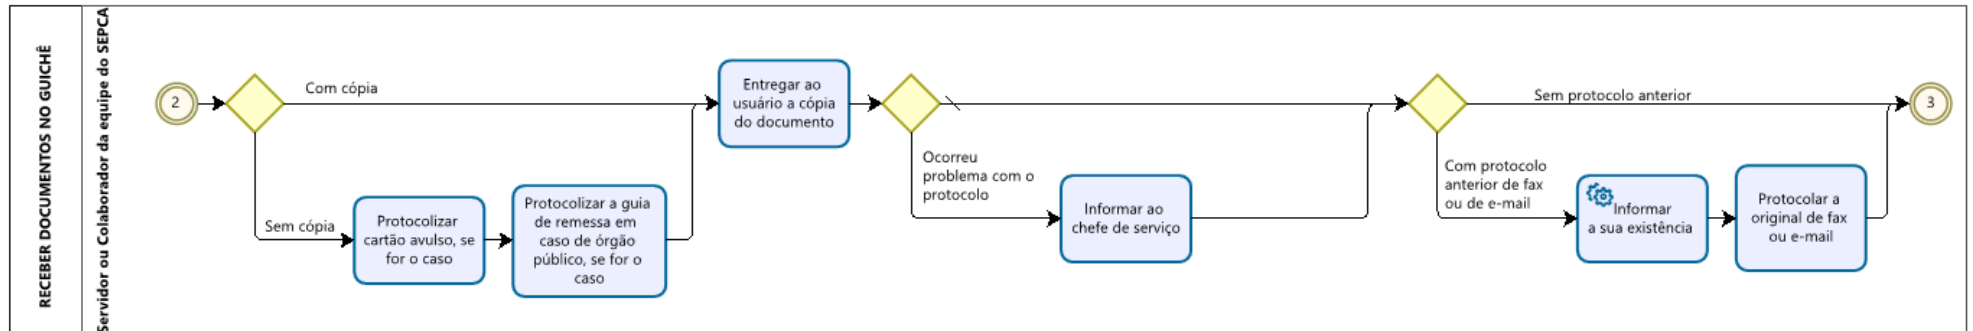 RECEBER DOCUMENTOS NO GUICHÊ
Servidor ou Colaborador da equipe do SEPCA
2
Com cópia
Sem cópia
Protocolizar
cartão avulso, se
for o caso
Protocolizar a guia
de remessa em
caso de órgão
público, se for o
caso
Entregar ao
usuário a cópia
do documento
Ocorreu
problema com o
protocolo
Informar ao
chefe de serviço
Sem protocolo anterior
Com protocolo
anterior de fax
ou de e-mail
Informar
a sua existência
Protocolar a
original de fax
ou e-mail
3